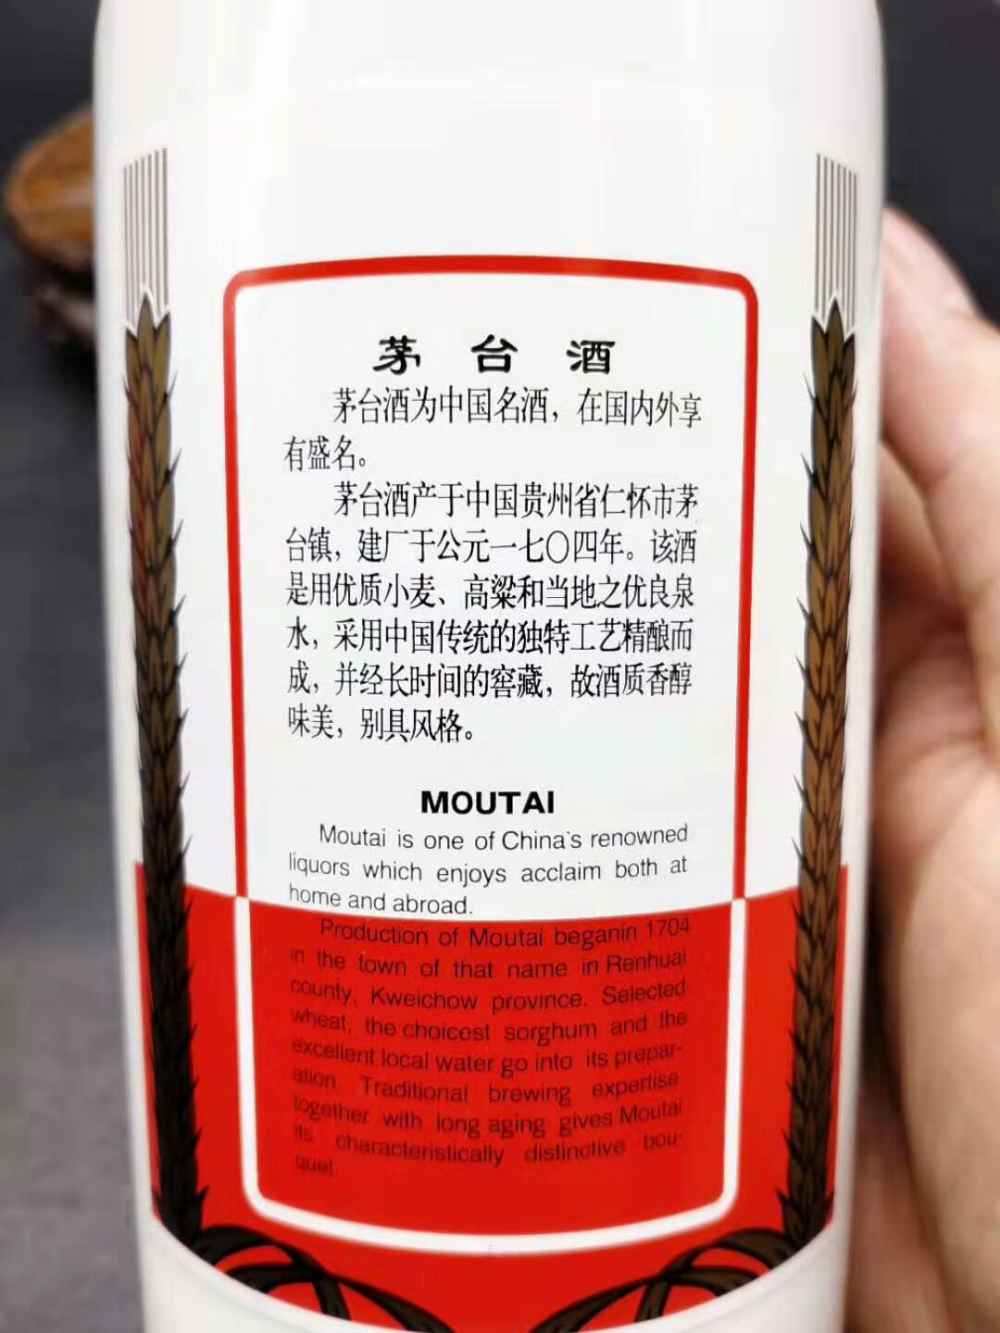 茅台酒
茅台酒为中国名酒，在国内外享
有盛名。
茅台酒产于中国贵州省仁怀市茅
台镇，建厂于公元一七〇四年。该酒
是用优质小麦、高粱和当地之优良泉
水，采用中国传统的独特工艺精酿而
成，并经长时间的窖藏，故酒质香醇
味美，别具风格。
MOUTAI
Moutai is one of China's renowned
liquors which enjoys acclaim both at
home and abroad.
Production of Moutai beganin 1704
in the town of that name in Renhuai
county, Kweichow province. Selected
wheat, the choicest sorghum and the
excellent local water go into its prepar-
ation. Traditional brewing expertise
together with long aging gives Moutai
its characteristically distinctive bou-
quet